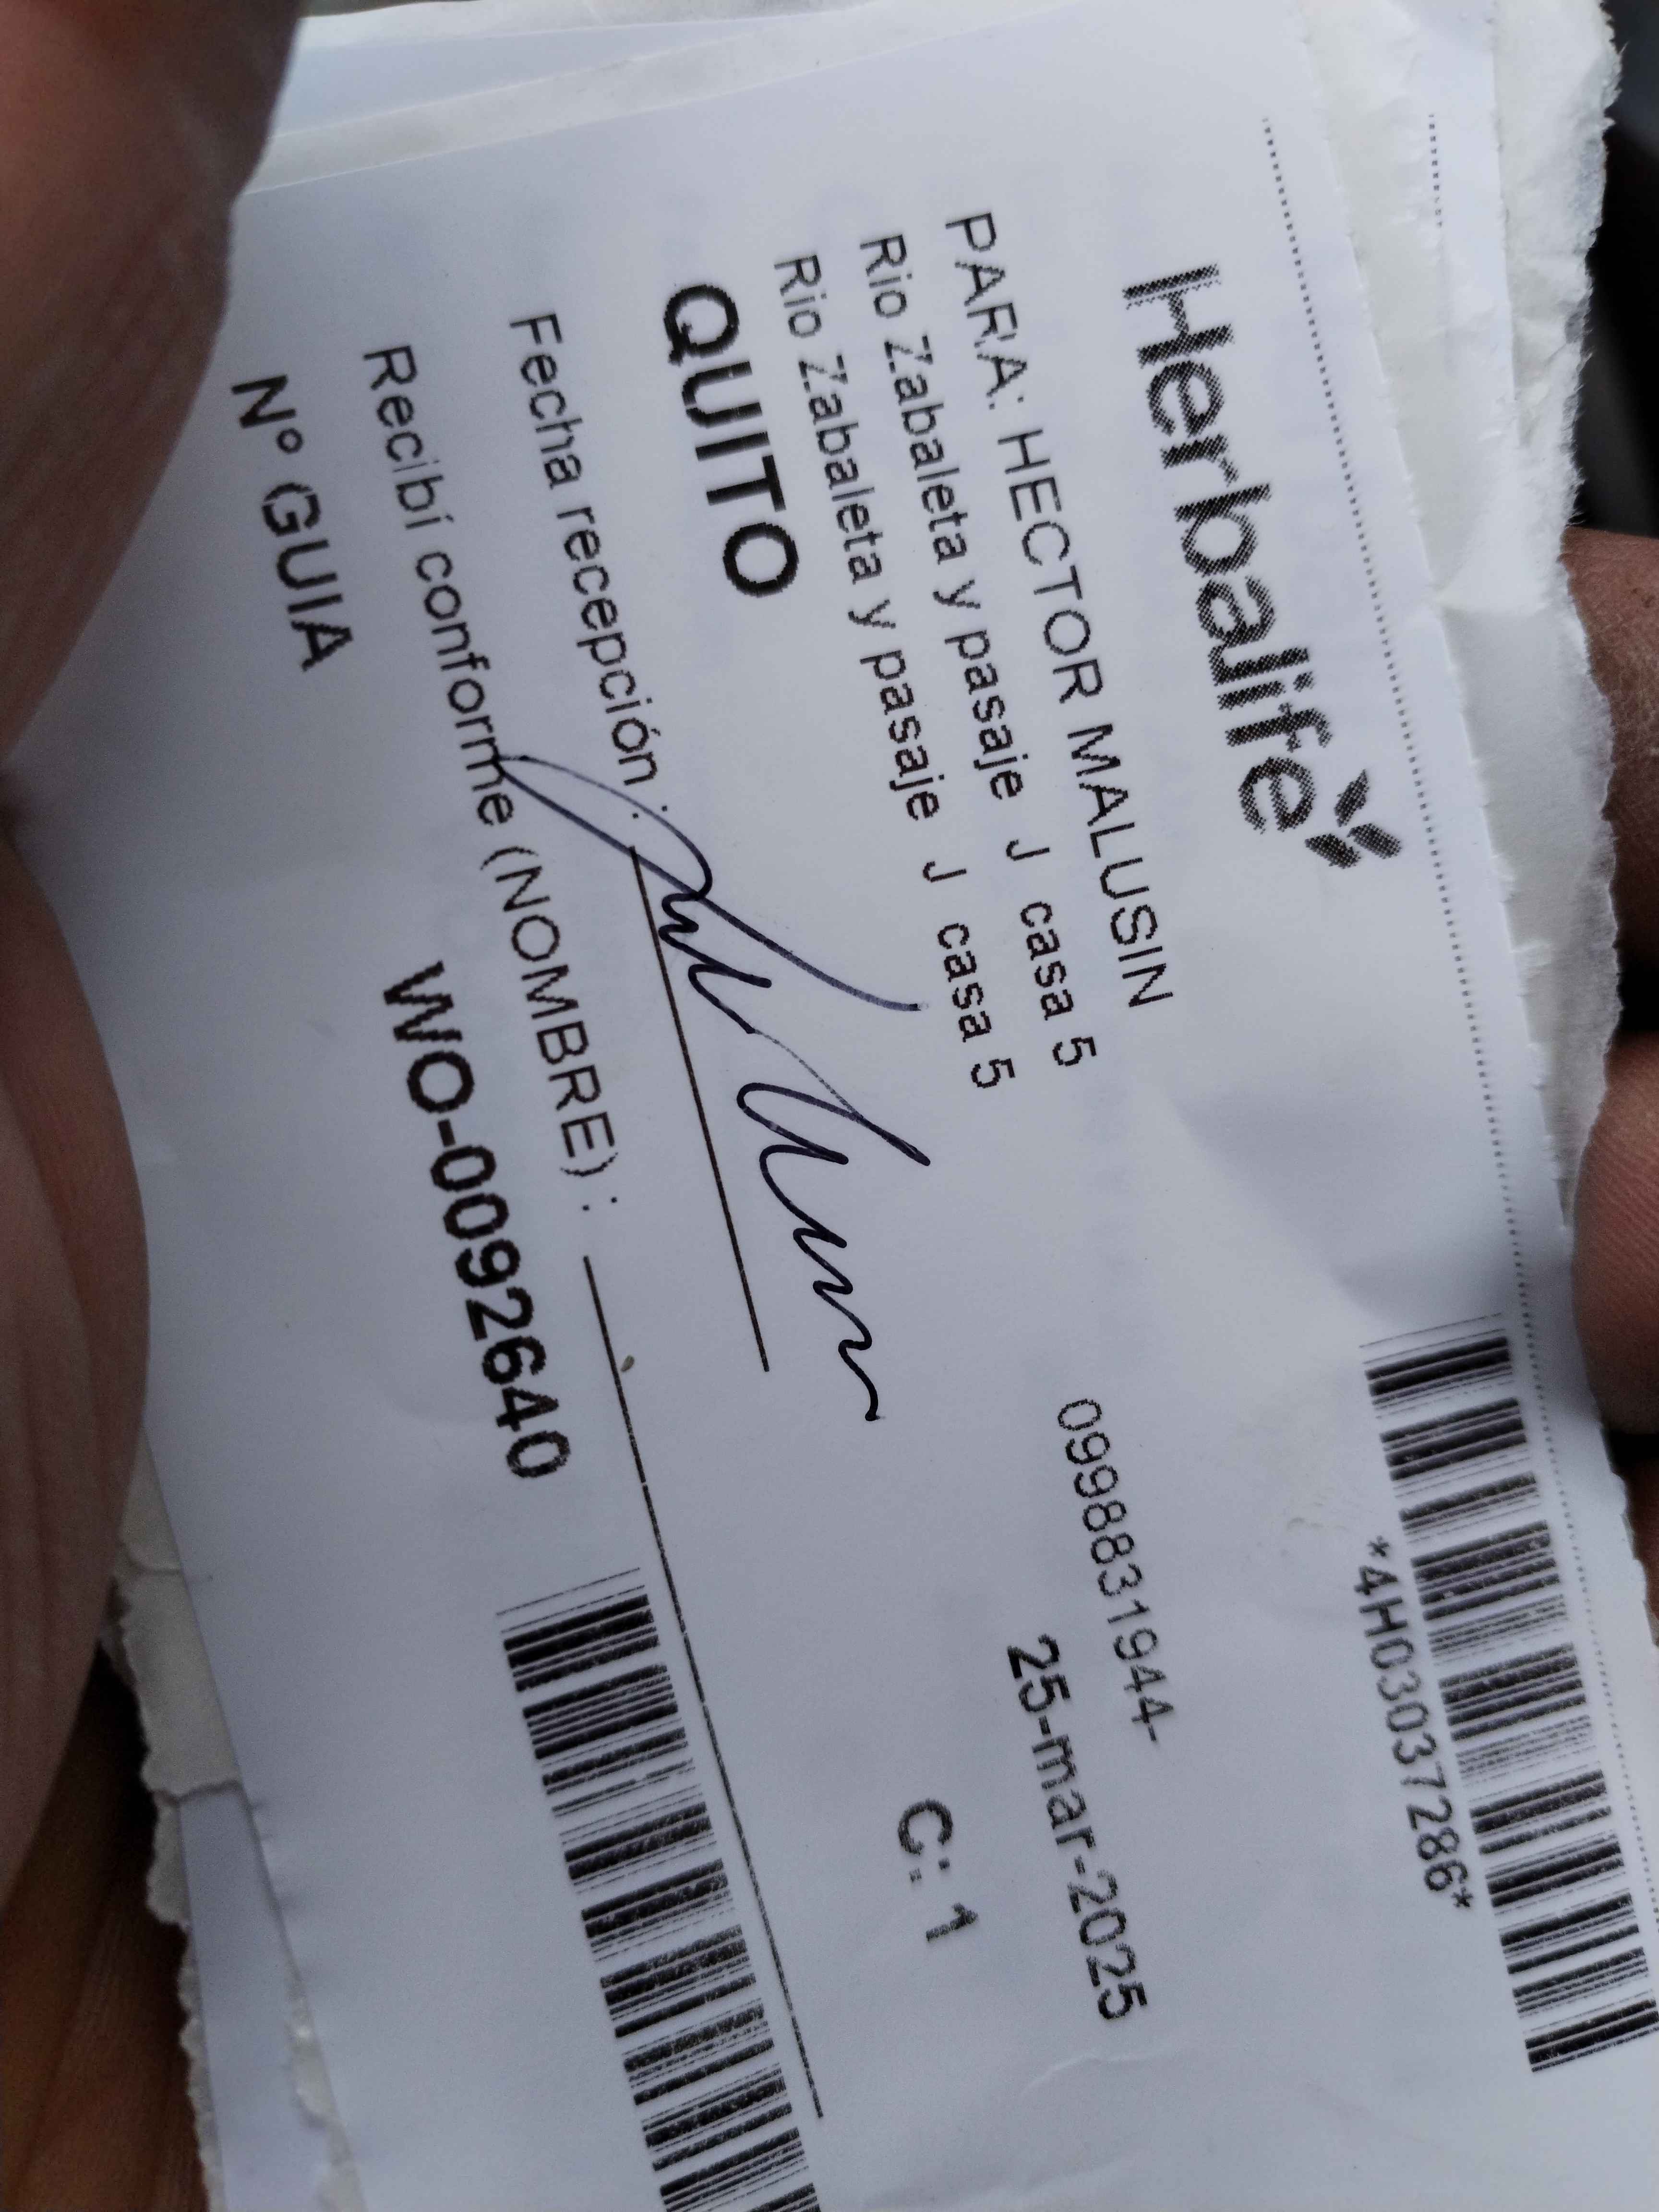 Herbalife
*4H03037286*
PARA: HECTOR MALUSIN
0998831944-
Rio Zabaleta y pasaje J casa 5
25-mar-2025
Rio Zabaleta y pasaje J casa 5
QUITO
C: 1
Fecha recepción :
Recibí conforme (NOMBRE) :
N° GUIA WO-0092640